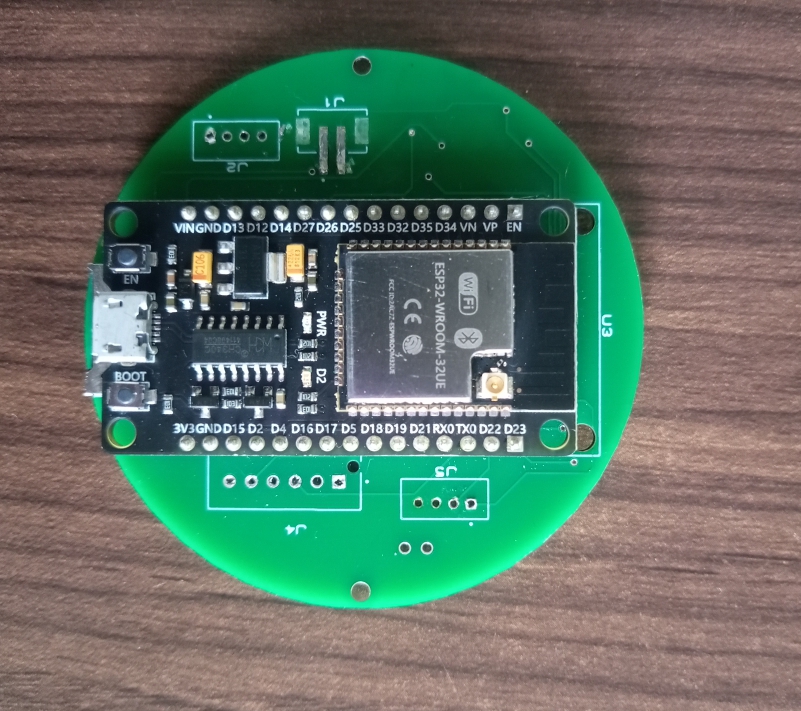 J1
J2
VIN GND D13 D12 D14 D27 D26 D25 D33 D32 D35 D34 VN VP EN
EN
PWR
D2
BOOT
WiFi
ESP32-WROOM-32UE
CE
U3
3V3 GND D15 D2 D4 D16 D17 D5 D18 D19 D21 RX0 TX0 D22 D23
J5
J4